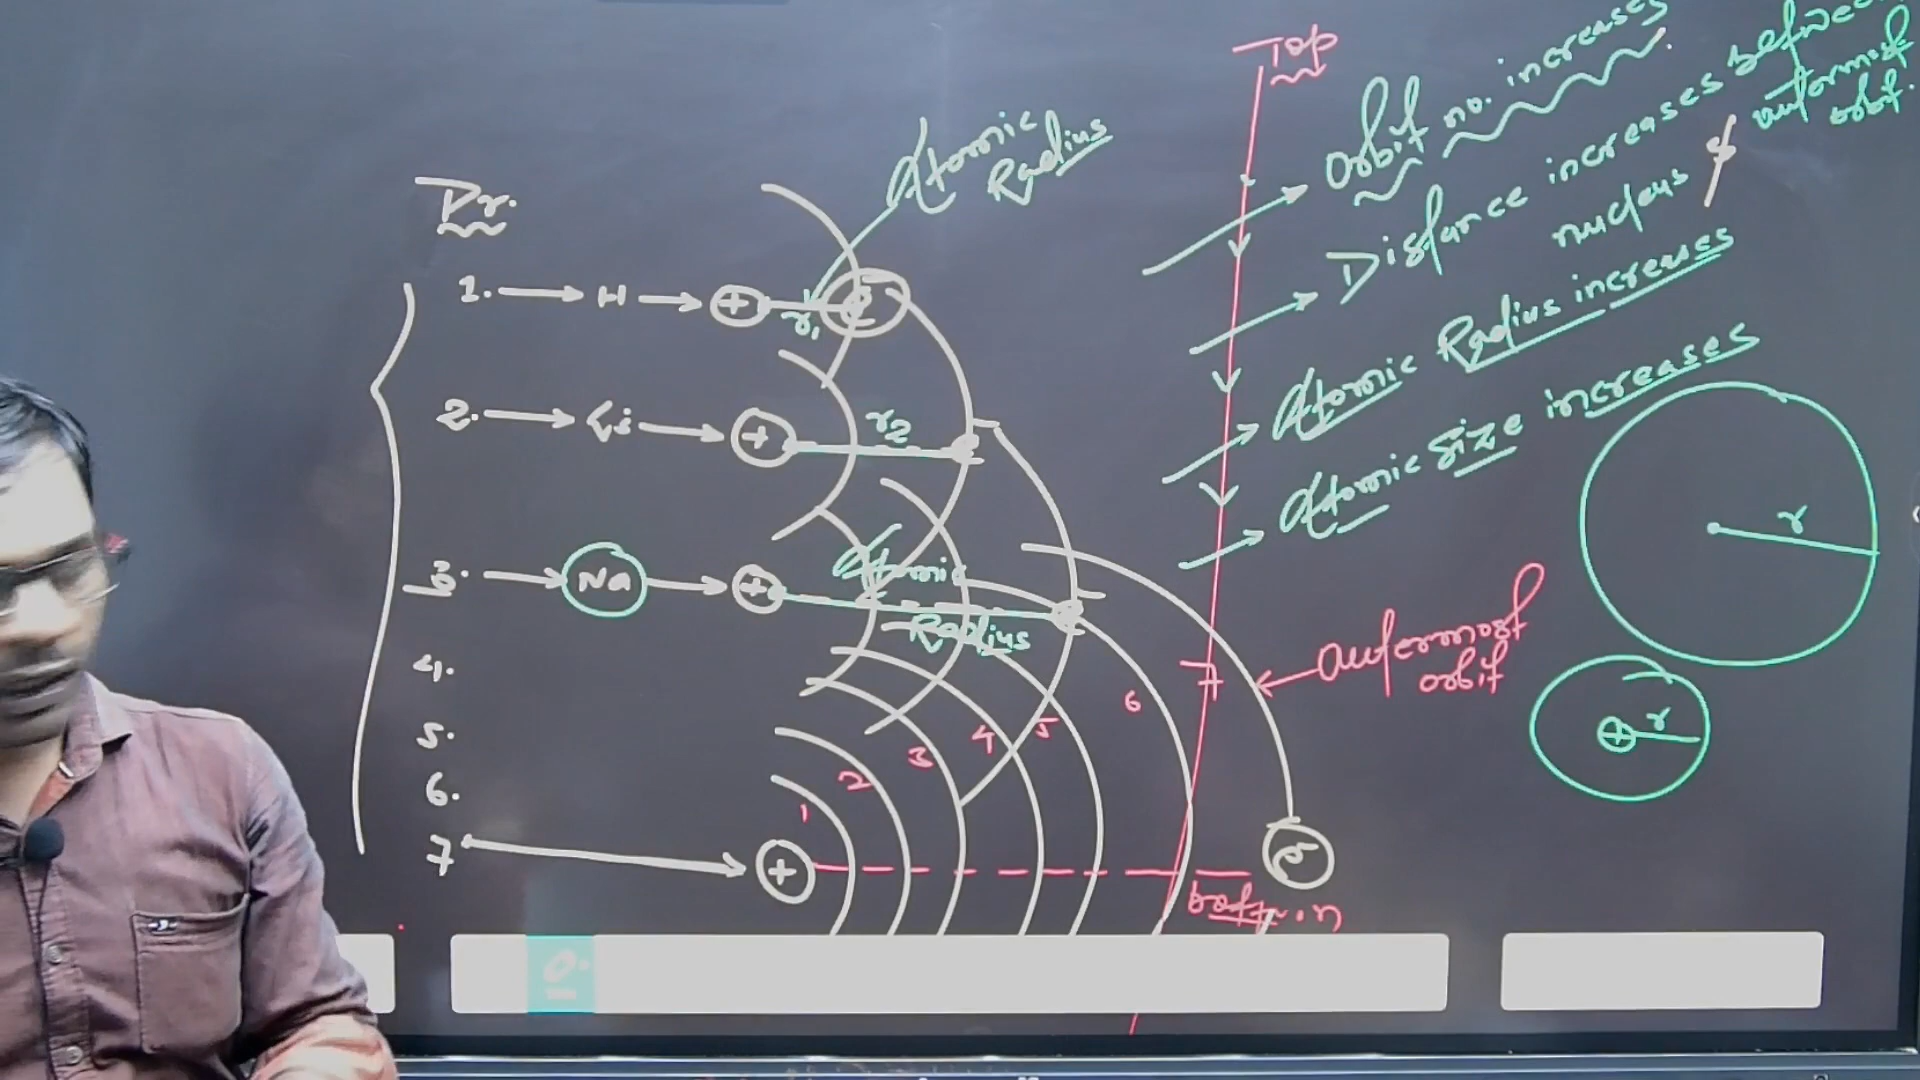 Top
Orbit no. increases
Distance increases between
nucleus & outermost
orbit.
Atomic Radius increases
Atomic size increases
Atomic
Radius
Pr.
1. → H → + r1 e
2. → Li → + r2
3. → Na → +
Atomic
Radius
4.
5.
6.
7 → +
1 2 3 4 5 6 7
outermost
orbit
e
bottom
r
+ r